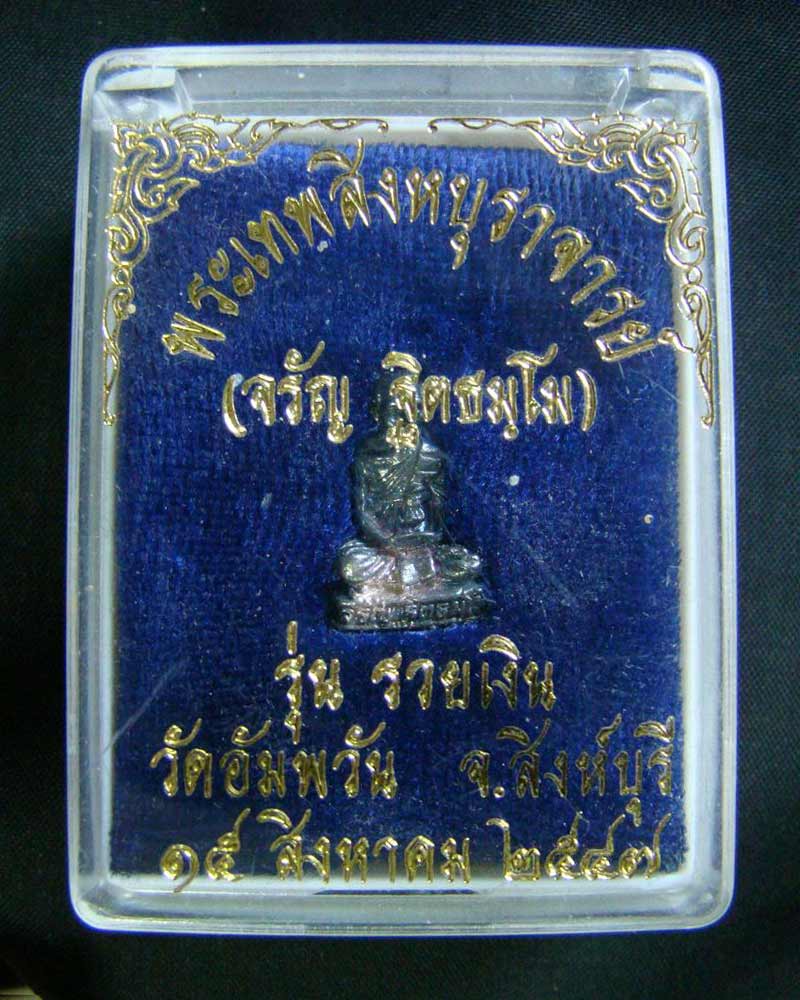 พระเทพสิงหบุราจารย์
(จรัญ ฐิตธมฺโม)
รุ่น รวยเงิน
วัดอัมพวัน จ.สิงห์บุรี
๑๕ สิงหาคม ๒๕๔๗